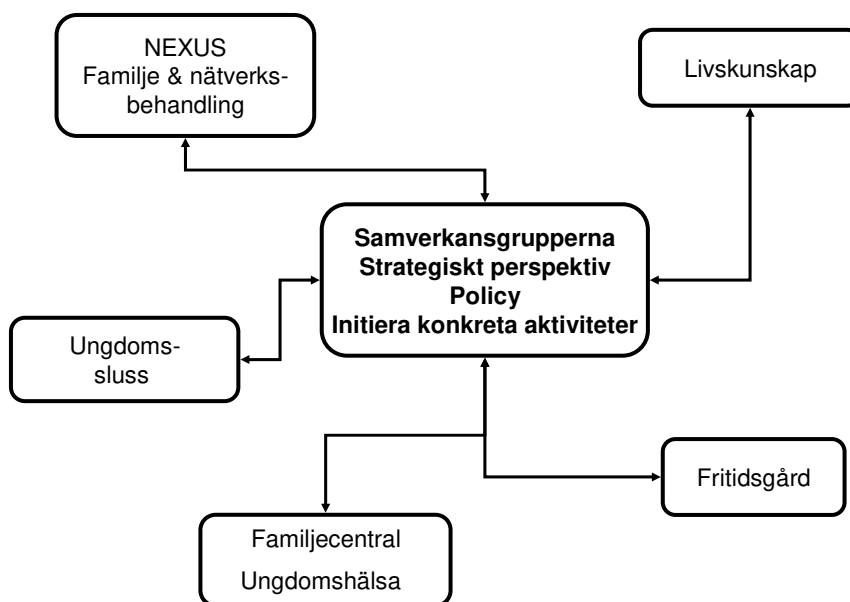 NEXUS
Familje & nätverks-
behandling
Livskunskap
Samverkansgrupperna
Strategiskt perspektiv
Policy
Initiera konkreta aktiviteter
Ungdoms-
sluss
Fritidsgård
Familjecentral
Ungdomshälsa